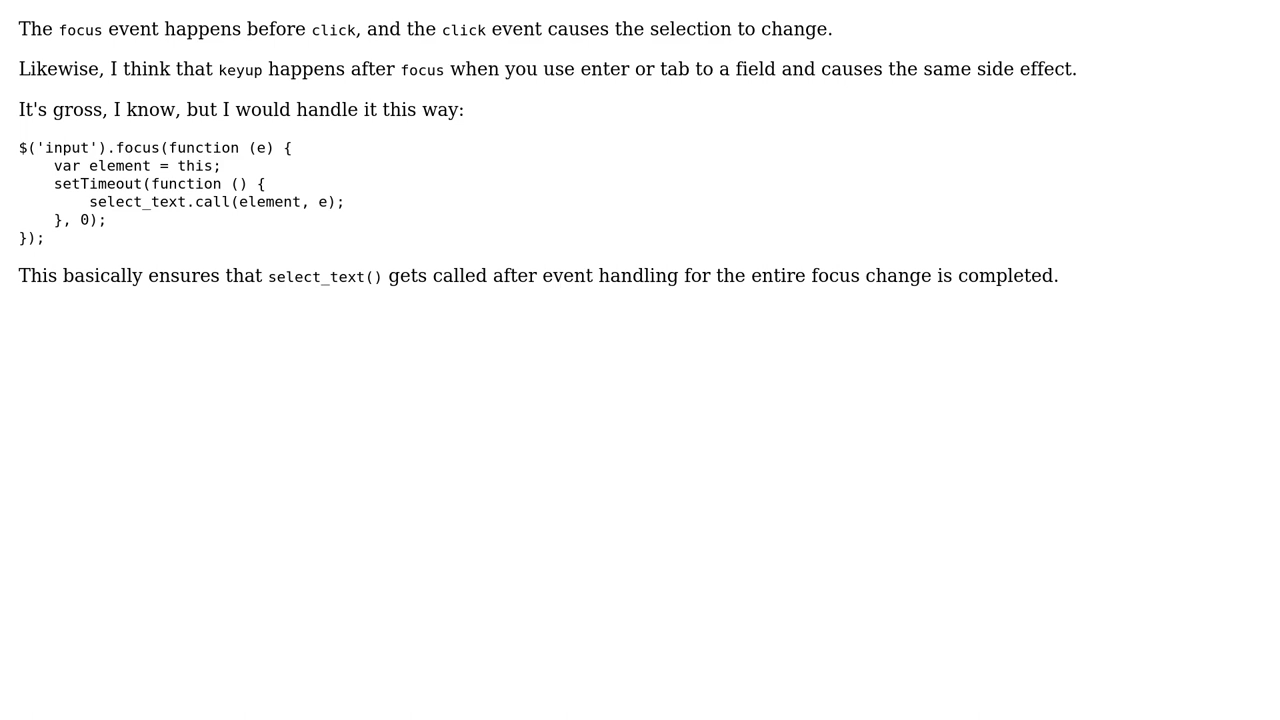 The focus event happens before click, and the click event causes the selection to change.
Likewise, I think that keyup happens after focus when you use enter or tab to a field and causes the same side effect.
It's gross, I know, but I would handle it this way:
$('input').focus(function (e) {
    var element = this;
    setTimeout(function () {
        select_text.call(element, e);
    }, 0);
});
This basically ensures that select_text() gets called after event handling for the entire focus change is completed.